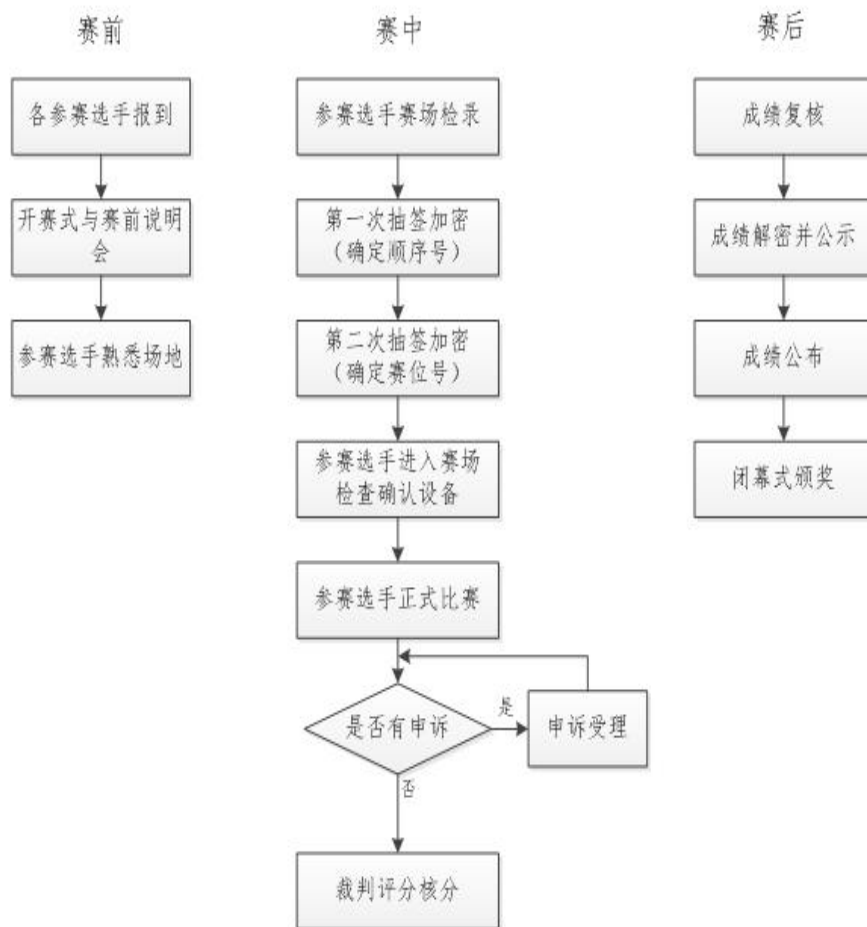 赛前
各参赛选手报到
开赛式与赛前说明
会
参赛选手熟悉场地
赛中
参赛选手赛场检录
第一次抽签加密
（确定顺序号）
第二次抽签加密
（确定赛位号）
参赛选手进入赛场
检查确认设备
参赛选手正式比赛
是否有申诉
是
申诉受理
否
裁判评分核分
赛后
成绩复核
成绩解密并公示
成绩公布
闭幕式颁奖